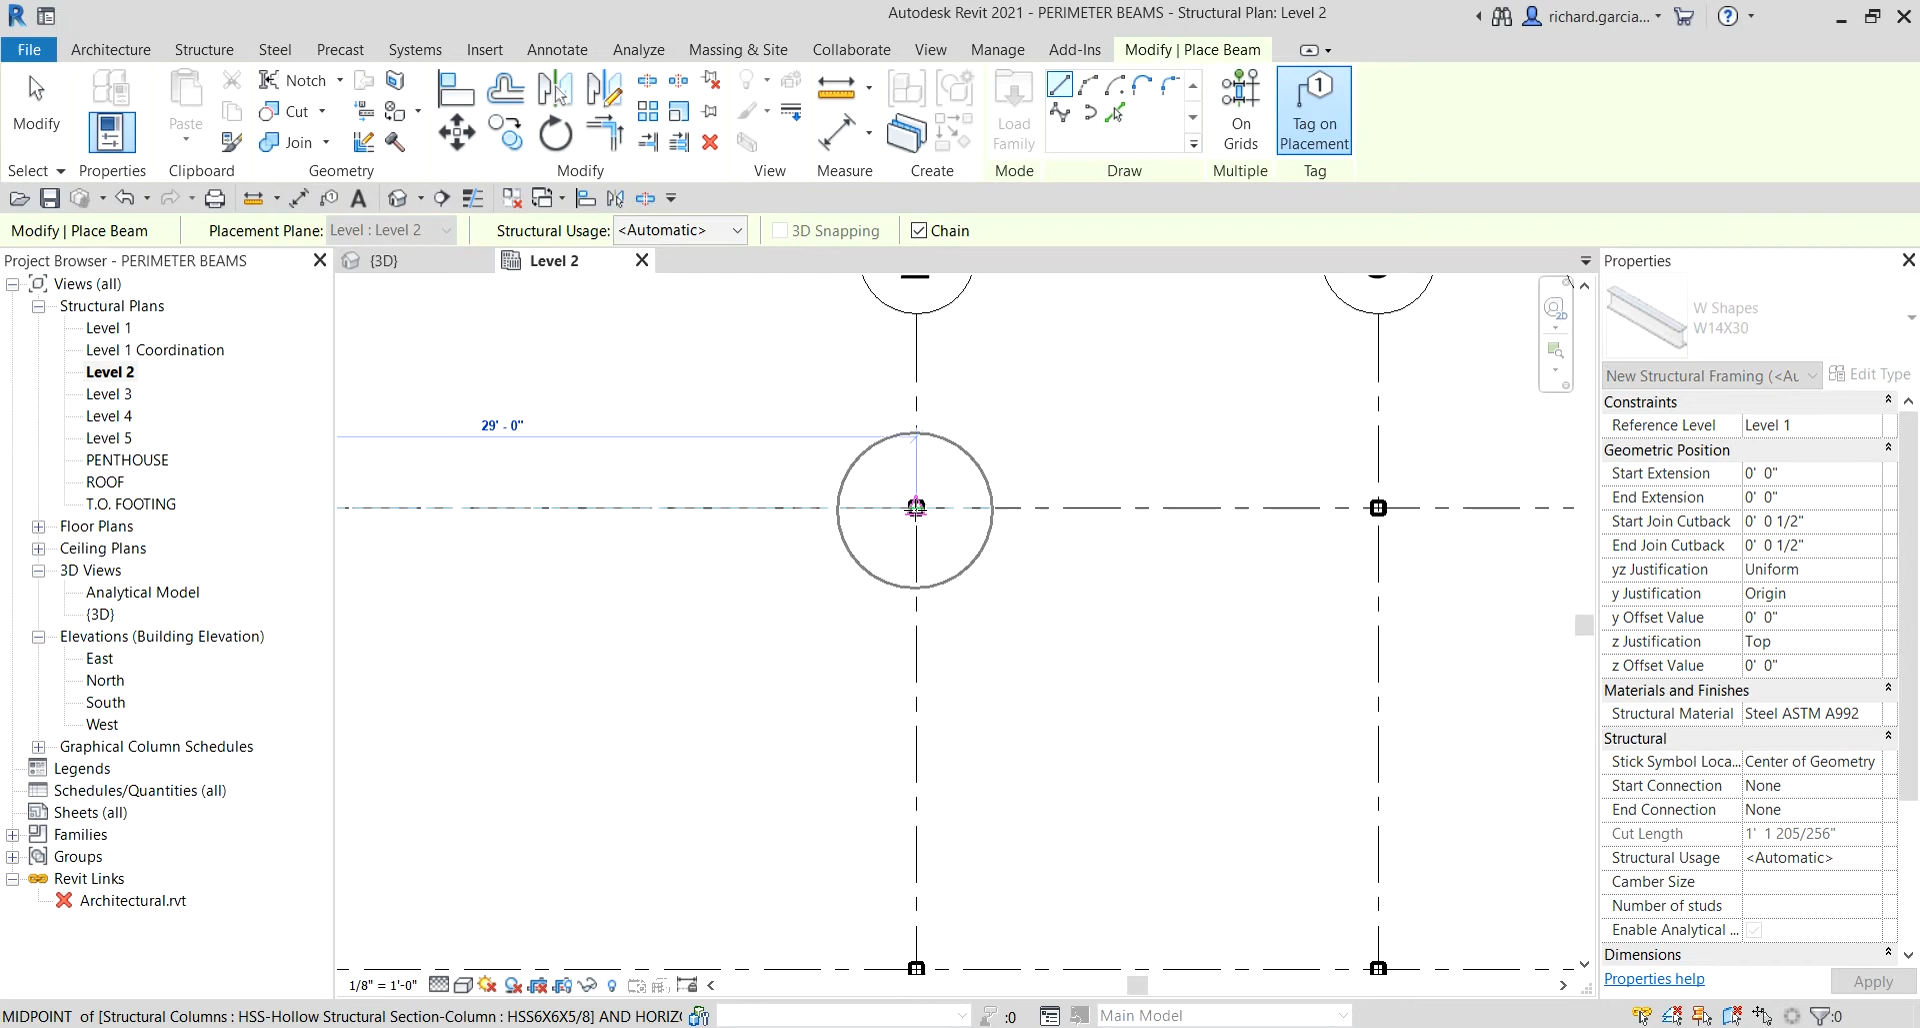 Autodesk Revit 2021 - PERIMETER BEAMS - Structural Plan: Level 2
richard.garcia...
File Architecture Structure Steel Precast Systems Insert Annotate Analyze Massing & Site Collaborate View Manage Add-Ins Modify | Place Beam
Modify
Paste
Notch
Cut
Join
Load Family
On Grids
1
Tag on Placement
Select Properties Clipboard Geometry Modify View Measure Create Mode Draw Multiple Tag
A
Modify | Place Beam Placement Plane: Level : Level 2 Structural Usage: <Automatic> 3D Snapping Chain
Project Browser - PERIMETER BEAMS
Views (all)
Structural Plans
Level 1
Level 1 Coordination
Level 2
Level 3
Level 4
Level 5
PENTHOUSE
ROOF
T.O. FOOTING
Floor Plans
Ceiling Plans
3D Views
Analytical Model
{3D}
Elevations (Building Elevation)
East
North
South
West
Graphical Column Schedules
Legends
Schedules/Quantities (all)
Sheets (all)
Families
Groups
Revit Links
Architectural.rvt
{3D}
Level 2
29' - 0"
2D
1/8" = 1'-0"
Properties
W Shapes
W14X30
New Structural Framing (<Au Edit Type
Constraints
Reference Level Level 1
Geometric Position
Start Extension 0' 0"
End Extension 0' 0"
Start Join Cutback 0' 0 1/2"
End Join Cutback 0' 0 1/2"
yz Justification Uniform
y Justification Origin
y Offset Value 0' 0"
z Justification Top
z Offset Value 0' 0"
Materials and Finishes
Structural Material Steel ASTM A992
Structural
Stick Symbol Loca... Center of Geometry
Start Connection None
End Connection None
Cut Length 1' 1 205/256"
Structural Usage <Automatic>
Camber Size
Number of studs
Enable Analytical ...
Dimensions
Properties help Apply
MIDPOINT of [Structural Columns : HSS-Hollow Structural Section-Column : HSS6X6X5/8] AND HORIZO :0 Main Model :0